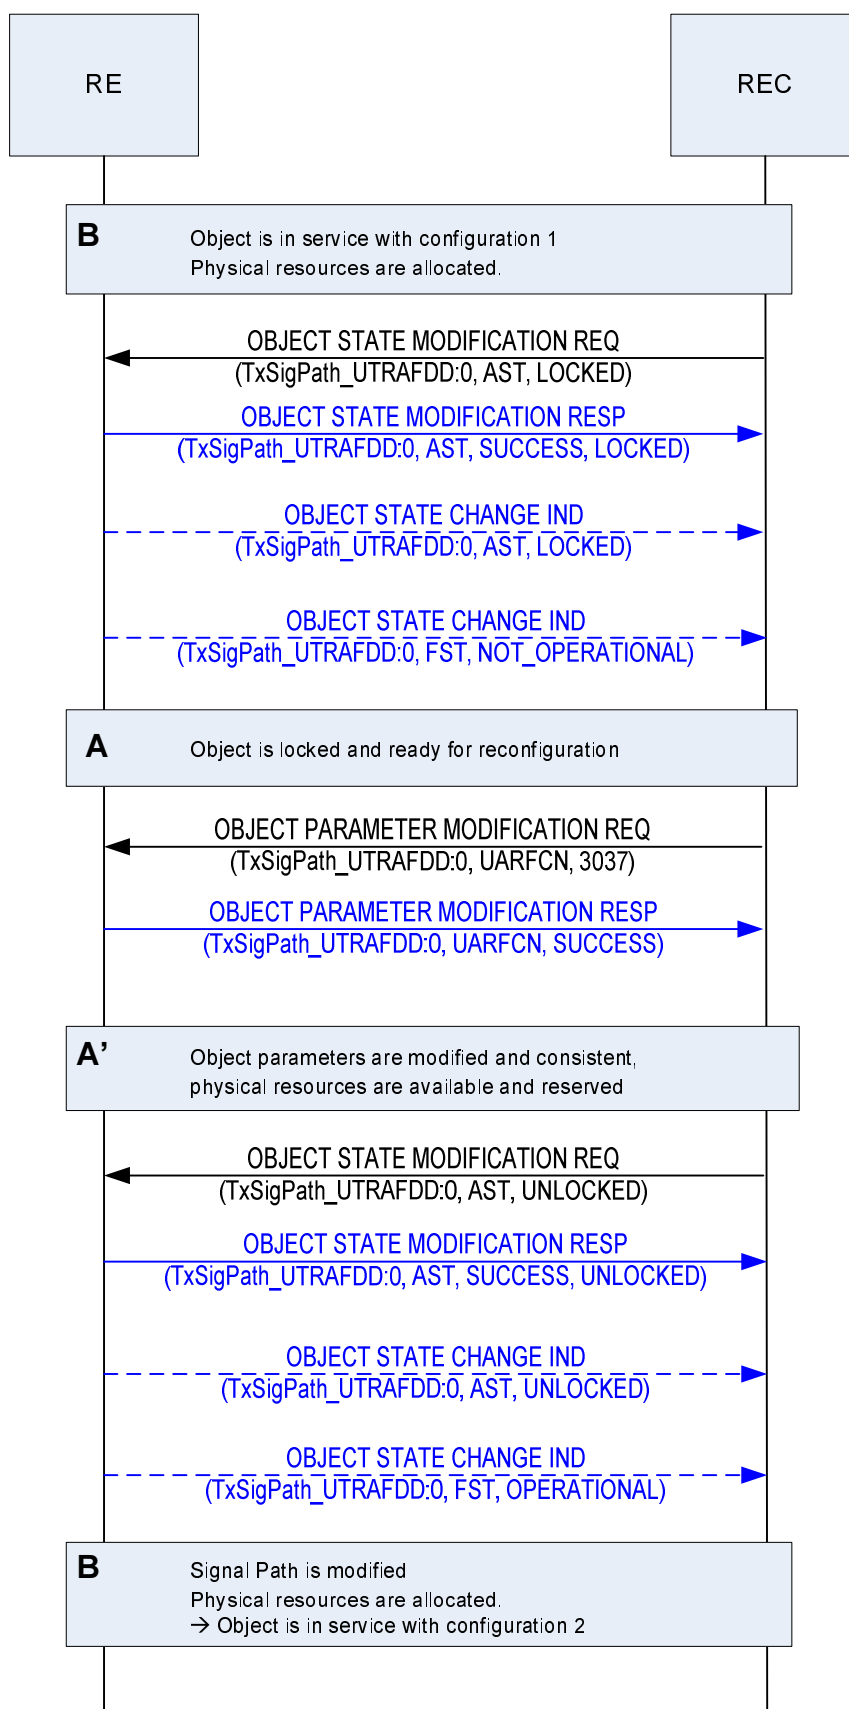 RE
REC
B
Object is in service with configuration 1
Physical resources are allocated.
OBJECT STATE MODIFICATION REQ
(TxSigPath_UTRAFDD:0, AST, LOCKED)
OBJECT STATE MODIFICATION RESP
(TxSigPath_UTRAFDD:0, AST, SUCCESS, LOCKED)
OBJECT STATE CHANGE IND
(TxSigPath_UTRAFDD:0, AST, LOCKED)
OBJECT STATE CHANGE IND
(TxSigPath_UTRAFDD:0, FST, NOT_OPERATIONAL)
A
Object is locked and ready for reconfiguration
OBJECT PARAMETER MODIFICATION REQ
(TxSigPath_UTRAFDD:0, UARFCN, 3037)
OBJECT PARAMETER MODIFICATION RESP
(TxSigPath_UTRAFDD:0, UARFCN, SUCCESS)
A’
Object parameters are modified and consistent,
physical resources are available and reserved
OBJECT STATE MODIFICATION REQ
(TxSigPath_UTRAFDD:0, AST, UNLOCKED)
OBJECT STATE MODIFICATION RESP
(TxSigPath_UTRAFDD:0, AST, SUCCESS, UNLOCKED)
OBJECT STATE CHANGE IND
(TxSigPath_UTRAFDD:0, AST, UNLOCKED)
OBJECT STATE CHANGE IND
(TxSigPath_UTRAFDD:0, FST, OPERATIONAL)
B
Signal Path is modified
Physical resources are allocated.
→ Object is in service with configuration 2